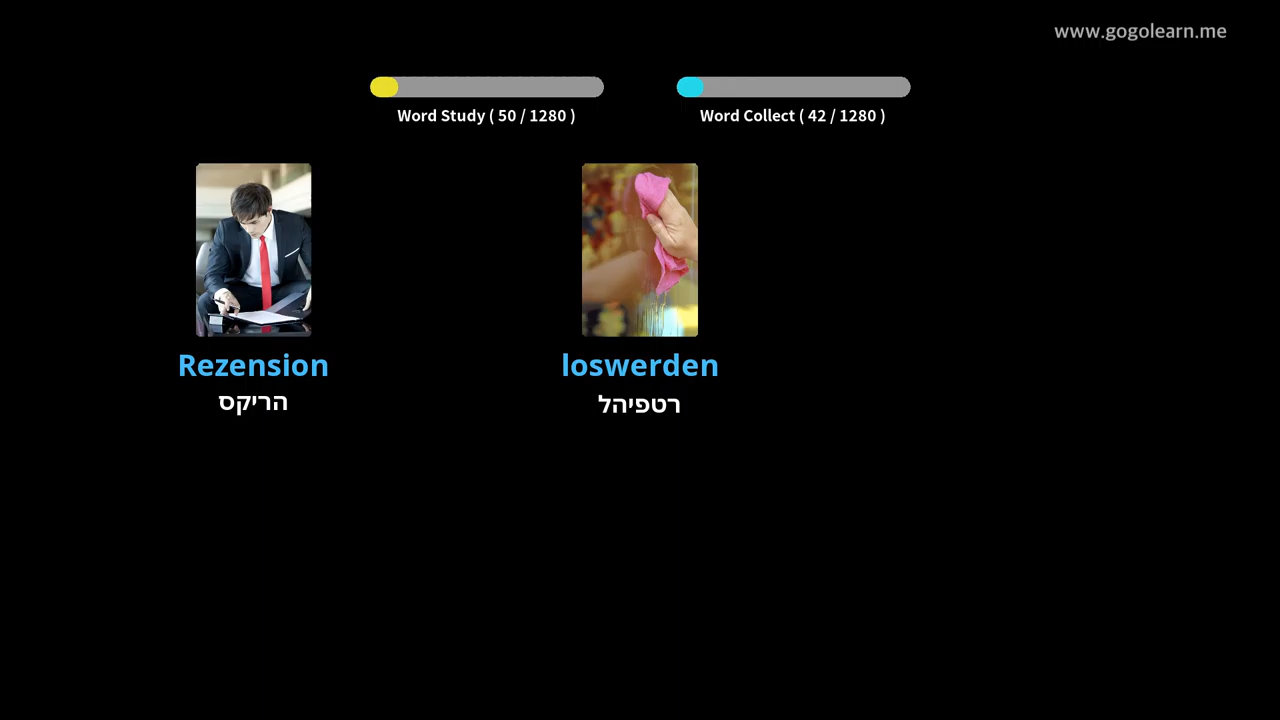 www.gogolearn.me
Word Study ( 50 / 1280 )
Word Collect ( 42 / 1280 )
Rezension
הריקס
loswerden
רטפיהל